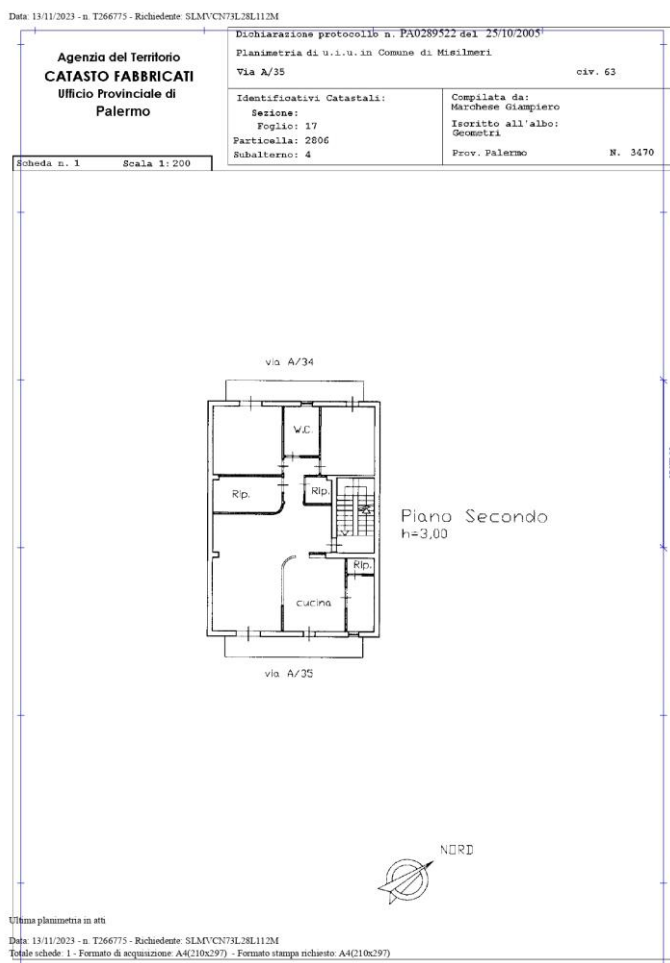 Data: 13/11/2023 - n. T266775 - Richiedente: SLMVCN73L28L112M
Agenzia del Territorio
CATASTO FABBRICATI
Ufficio Provinciale di
Palermo
Scheda n. 1 Scala 1:200
Dichiarazione protocollo n. PA0289522 del 25/10/2005
Planimetria di u.i.u. in Comune di Misilmeri
Via A/35 civ. 63
Identificativi Catastali:
Sezione:
Foglio: 17
Particella: 2806
Subalterno: 4
Compilata da:
Marchese Giampiero
Iscritto all'albo:
Geometri
Prov. Palermo N. 3470
via A/34
W.C.
Rip.
Rip.
Piano Secondo
h=3,00
Rip.
cucina
via A/35
NORD
Ultima planimetria in atti
Data: 13/11/2023 - n. T266775 - Richiedente: SLMVCN73L28L112M
Totale schede: 1 - Formato di acquisizione: A4(210x297) - Formato stampa richiesto: A4(210x297)